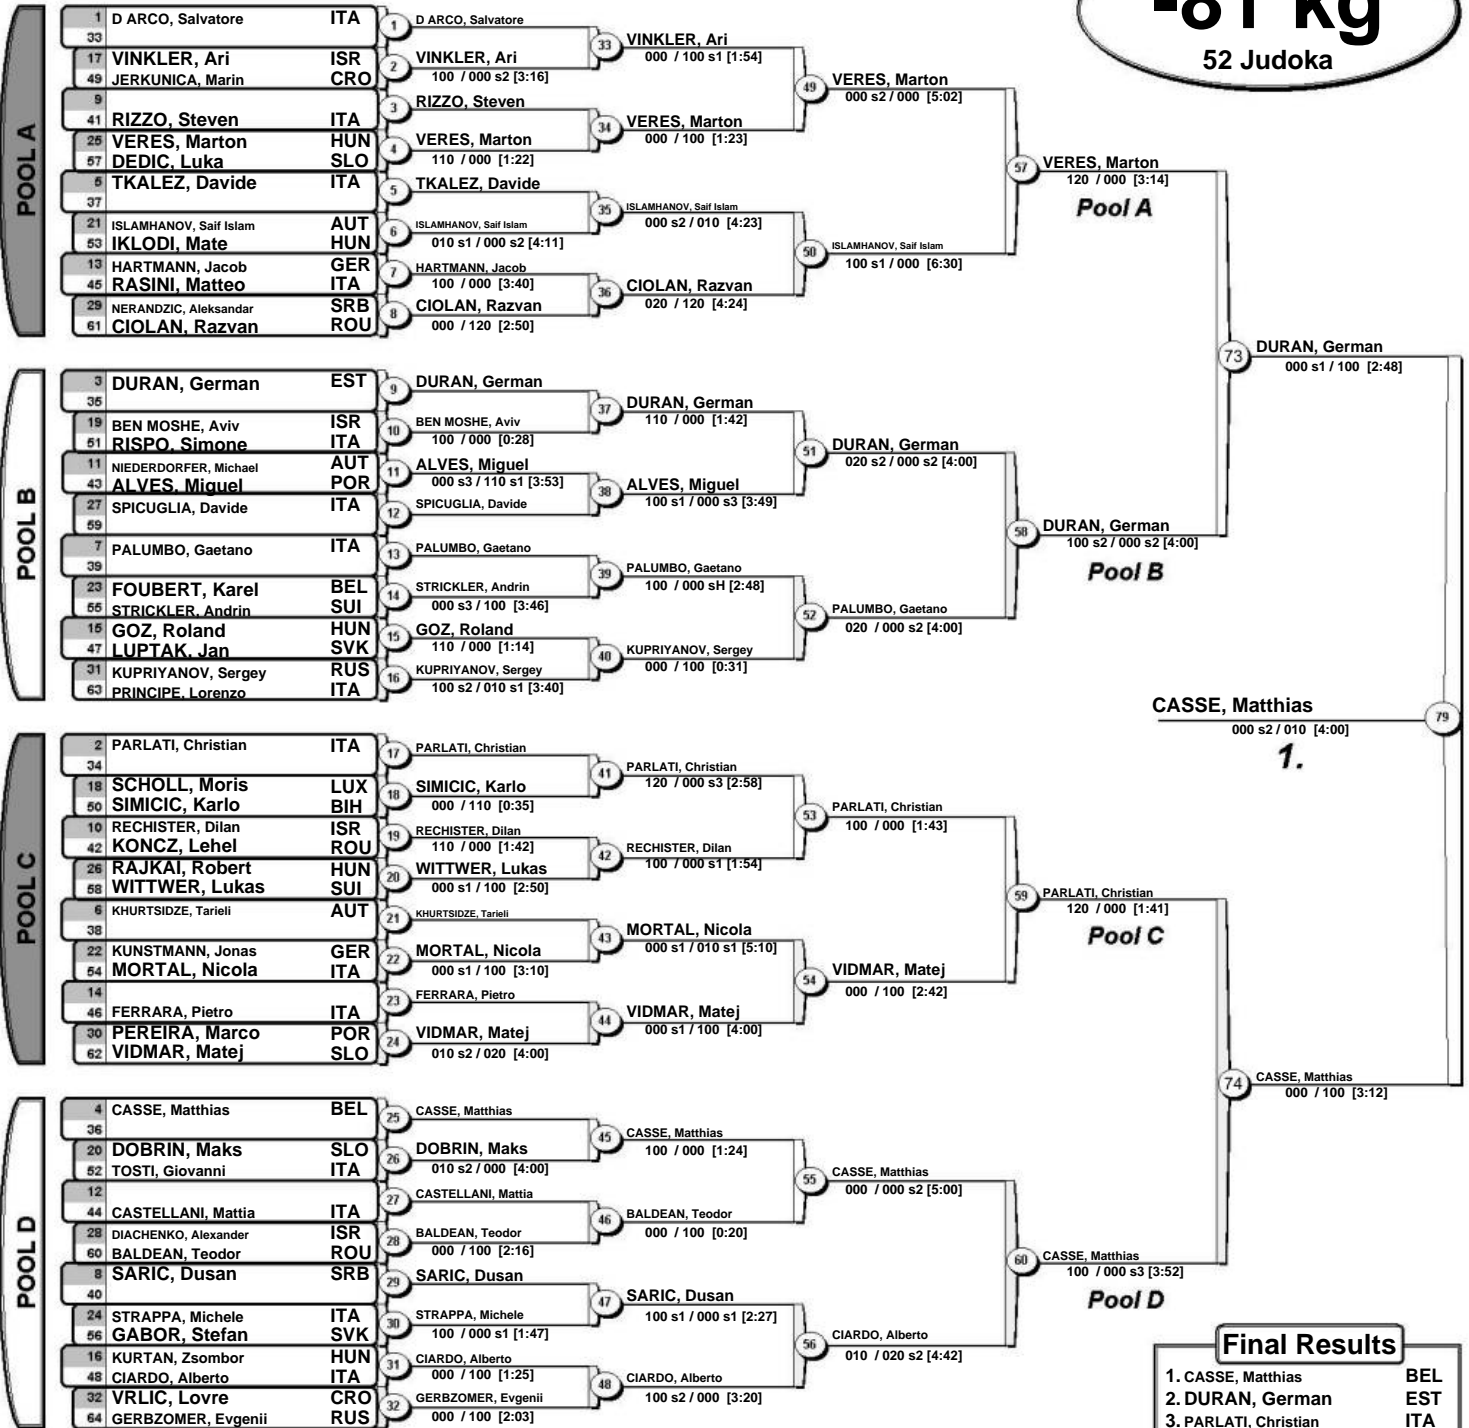 -81 kg
52 Judoka
POOL A
1 D ARCO, Salvatore ITA
33
17 VINKLER, Ari ISR
49 JERKUNICA, Marin CRO
9
41 RIZZO, Steven ITA
25 VERES, Marton HUN
57 DEDIC, Luka SLO
5 TKALEZ, Davide ITA
37
21 ISLAMHANOV, Saif Islam AUT
53 IKLODI, Mate HUN
13 HARTMANN, Jacob GER
45 RASINI, Matteo ITA
29 NERANDZIC, Aleksandar SRB
61 CIOLAN, Razvan ROU
1 D ARCO, Salvatore
2 VINKLER, Ari
100 / 000 s2 [3:16]
3 RIZZO, Steven
4 VERES, Marton
110 / 000 [1:22]
5 TKALEZ, Davide
6 ISLAMHANOV, Saif Islam
010 s1 / 000 s2 [4:11]
7 HARTMANN, Jacob
100 / 000 [3:40]
8 CIOLAN, Razvan
000 / 120 [2:50]
33 VINKLER, Ari
000 / 100 s1 [1:54]
34 VERES, Marton
000 / 100 [1:23]
35 ISLAMHANOV, Saif Islam
000 s2 / 010 [4:23]
36 CIOLAN, Razvan
020 / 120 [4:24]
49 VERES, Marton
000 s2 / 000 [5:02]
50 ISLAMHANOV, Saif Islam
100 s1 / 000 [6:30]
57 VERES, Marton
120 / 000 [3:14]
Pool A
POOL B
3 DURAN, German EST
35
19 BEN MOSHE, Aviv ISR
51 RISPO, Simone ITA
11 NIEDERDORFER, Michael AUT
43 ALVES, Miguel POR
27 SPICUGLIA, Davide ITA
59
7 PALUMBO, Gaetano ITA
39
23 FOUBERT, Karel BEL
55 STRICKLER, Andrin SUI
15 GOZ, Roland HUN
47 LUPTAK, Jan SVK
31 KUPRIYANOV, Sergey RUS
63 PRINCIPE, Lorenzo ITA
9 DURAN, German
10 BEN MOSHE, Aviv
100 / 000 [0:28]
11 ALVES, Miguel
000 s3 / 110 s1 [3:53]
12 SPICUGLIA, Davide
13 PALUMBO, Gaetano
14 STRICKLER, Andrin
000 s3 / 100 [3:46]
15 GOZ, Roland
110 / 000 [1:14]
16 KUPRIYANOV, Sergey
100 s2 / 010 s1 [3:40]
37 DURAN, German
110 / 000 [1:42]
38 ALVES, Miguel
100 s1 / 000 s3 [3:49]
39 PALUMBO, Gaetano
100 / 000 sH [2:48]
40 KUPRIYANOV, Sergey
000 / 100 [0:31]
51 DURAN, German
020 s2 / 000 s2 [4:00]
52 PALUMBO, Gaetano
020 / 000 s2 [4:00]
58 DURAN, German
100 s2 / 000 s2 [4:00]
Pool B
73 DURAN, German
000 s1 / 100 [2:48]
CASSE, Matthias 79
000 s2 / 010 [4:00]
1.
POOL C
2 PARLATI, Christian ITA
34
18 SCHOLL, Moris LUX
50 SIMICIC, Karlo BIH
10 RECHISTER, Dilan ISR
42 KONCZ, Lehel ROU
26 RAJKAI, Robert HUN
58 WITTWER, Lukas SUI
6 KHURTSIDZE, Tarieli AUT
38
22 KUNSTMANN, Jonas GER
54 MORTAL, Nicola ITA
14
46 FERRARA, Pietro ITA
30 PEREIRA, Marco POR
62 VIDMAR, Matej SLO
17 PARLATI, Christian
18 SIMICIC, Karlo
000 / 110 [0:35]
19 RECHISTER, Dilan
110 / 000 [1:42]
20 WITTWER, Lukas
000 s1 / 100 [2:50]
21 KHURTSIDZE, Tarieli
22 MORTAL, Nicola
000 s1 / 100 [3:10]
23 FERRARA, Pietro
24 VIDMAR, Matej
010 s2 / 020 [4:00]
41 PARLATI, Christian
120 / 000 s3 [2:58]
42 RECHISTER, Dilan
100 / 000 s1 [1:54]
43 MORTAL, Nicola
000 s1 / 010 s1 [5:10]
44 VIDMAR, Matej
000 s1 / 100 [4:00]
53 PARLATI, Christian
100 / 000 [1:43]
54 VIDMAR, Matej
000 / 100 [2:42]
59 PARLATI, Christian
120 / 000 [1:41]
Pool C
POOL D
4 CASSE, Matthias BEL
36
20 DOBRIN, Maks SLO
52 TOSTI, Giovanni ITA
12
44 CASTELLANI, Mattia ITA
28 DIACHENKO, Alexander ISR
60 BALDEAN, Teodor ROU
8 SARIC, Dusan SRB
40
24 STRAPPA, Michele ITA
56 GABOR, Stefan SVK
16 KURTAN, Zsombor HUN
48 CIARDO, Alberto ITA
32 VRLIC, Lovre CRO
64 GERBZOMER, Evgenii RUS
25 CASSE, Matthias
26 DOBRIN, Maks
010 s2 / 000 [4:00]
27 CASTELLANI, Mattia
28 BALDEAN, Teodor
000 / 100 [2:16]
29 SARIC, Dusan
30 STRAPPA, Michele
100 / 000 s1 [1:47]
31 CIARDO, Alberto
000 / 100 [1:25]
32 GERBZOMER, Evgenii
000 / 100 [2:03]
45 CASSE, Matthias
100 / 000 [1:24]
46 BALDEAN, Teodor
000 / 100 [0:20]
47 SARIC, Dusan
100 s1 / 000 s1 [2:27]
48 CIARDO, Alberto
100 s2 / 000 [3:20]
55 CASSE, Matthias
000 / 000 s2 [5:00]
56 CIARDO, Alberto
010 / 020 s2 [4:42]
60 CASSE, Matthias
100 / 000 s3 [3:52]
Pool D
74 CASSE, Matthias
000 / 100 [3:12]
Final Results
1. CASSE, Matthias BEL
2. DURAN, German EST
3. PARLATI, Christian ITA